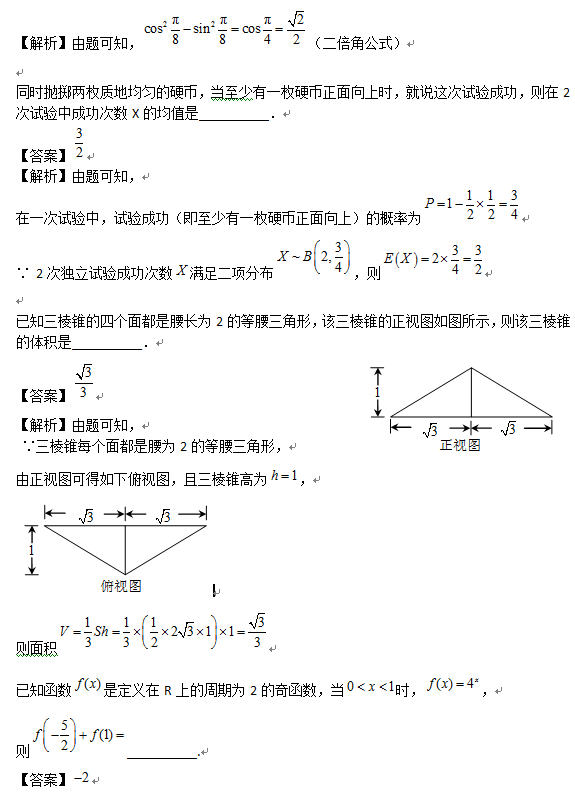 【解析】由题可知， cos² π/8 − sin² π/8 = cos π/4 = √2/2 （二倍角公式）
同时抛掷两枚质地均匀的硬币，当至少有一枚硬币正面向上时，就说这次试验成功，则在 2
次试验中成功次数 X 的均值是__________．
【答案】 3/2
【解析】由题可知，
在一次试验中，试验成功（即至少有一枚硬币正面向上）的概率为 P = 1 − 1/2 × 1/2 = 3/4
∵ 2 次独立试验成功次数 X 满足二项分布 X ~ B(2, 3/4)，则 E(X) = 2 × 3/4 = 3/2
已知三棱锥的四个面都是腰长为 2 的等腰三角形，该三棱锥的正视图如图所示，则该三棱锥
的体积是__________．
【答案】 √3/3
【解析】由题可知，
∵三棱锥每个面都是腰为 2 的等腰三角形，
1
√3 √3
正视图
由正视图可得如下俯视图，且三棱锥高为 h = 1，
√3 √3
1
俯视图
则面积 V = 1/3 Sh = 1/3 × (1/2 × 2√3 × 1) × 1 = √3/3
已知函数 f(x) 是定义在 R 上的周期为 2 的奇函数，当 0 < x < 1 时， f(x) = 4ˣ，
则 f(−5/2) + f(1) = __________.
【答案】 −2